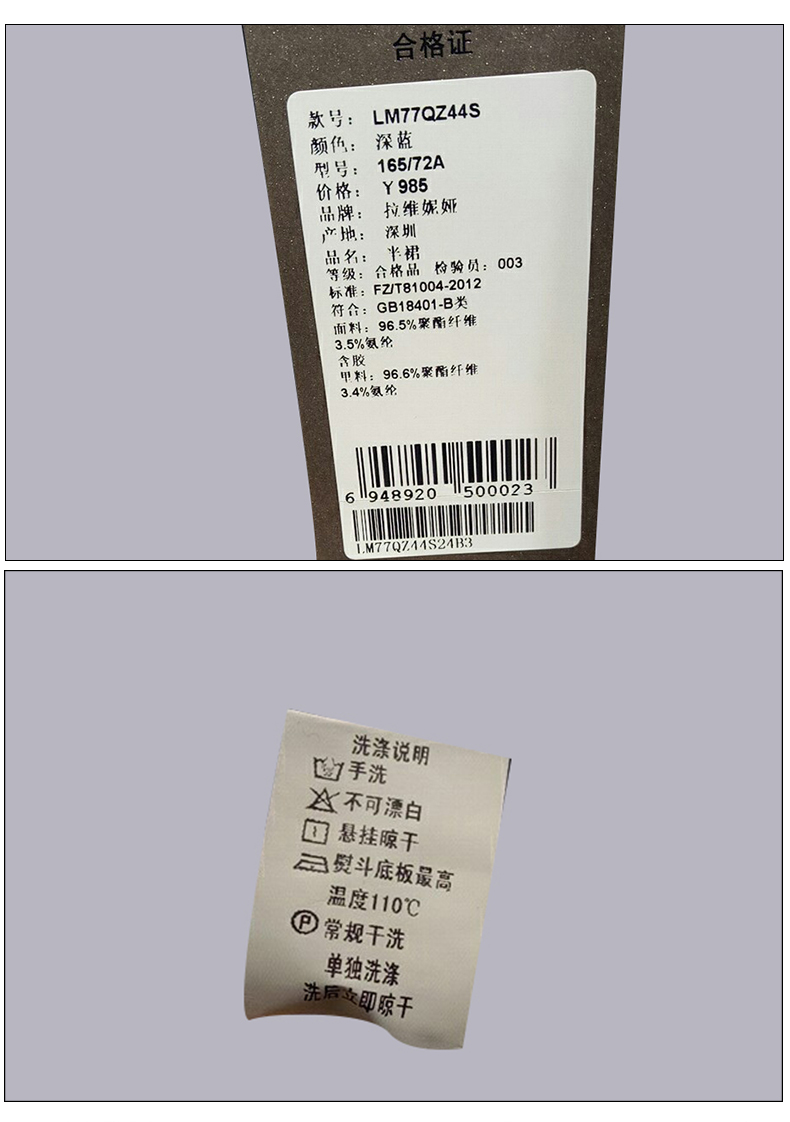 合格证
款号： LM77QZ44S
颜色： 深蓝
型号： 165/72A
价格： Y 985
品牌： 拉维妮娅
产地： 深圳
品名： 半裙
等级：合格品 检验员：003
标准：FZ/T81004-2012
符合：GB18401-B类
面料：96.5%聚酯纤维
3.5%氨纶
含胶
里料：96.6%聚酯纤维
3.4%氨纶
6 948920 500023
LM77QZ44S24B3
洗涤说明
手洗
不可漂白
悬挂晾干
熨斗底板最高
温度110℃
P 常规干洗
单独洗涤
洗后立即晾干